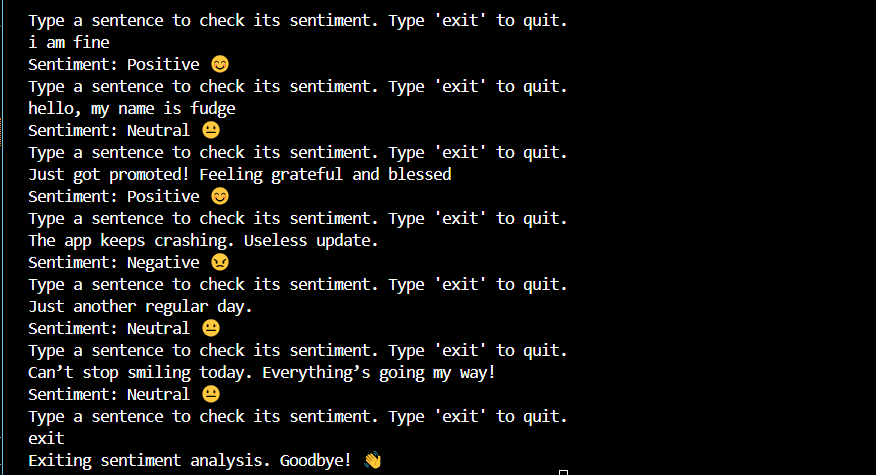 Type a sentence to check its sentiment. Type 'exit' to quit.
i am fine
Sentiment: Positive 😊
Type a sentence to check its sentiment. Type 'exit' to quit.
hello, my name is fudge
Sentiment: Neutral 😐
Type a sentence to check its sentiment. Type 'exit' to quit.
Just got promoted! Feeling grateful and blessed
Sentiment: Positive 😊
Type a sentence to check its sentiment. Type 'exit' to quit.
The app keeps crashing. Useless update.
Sentiment: Negative 😠
Type a sentence to check its sentiment. Type 'exit' to quit.
Just another regular day.
Sentiment: Neutral 😐
Type a sentence to check its sentiment. Type 'exit' to quit.
Can’t stop smiling today. Everything’s going my way!
Sentiment: Neutral 😐
Type a sentence to check its sentiment. Type 'exit' to quit.
exit
Exiting sentiment analysis. Goodbye! 👋